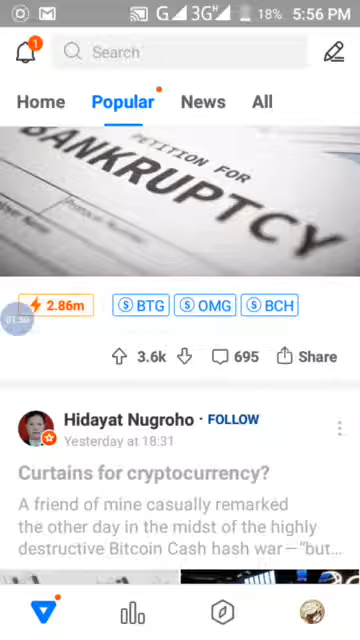 G 3G H 18% 5:56 PM
1
Search
Home Popular News All
PETITION FOR
BANKRUPTCY
2.86m BTG OMG BCH
3.6k 695 Share
Hidayat Nugroho · FOLLOW
Yesterday at 18:31
Curtains for cryptocurrency?
A friend of mine casually remarked
the other day in the midst of the highly
destructive Bitcoin Cash hash war—“but...